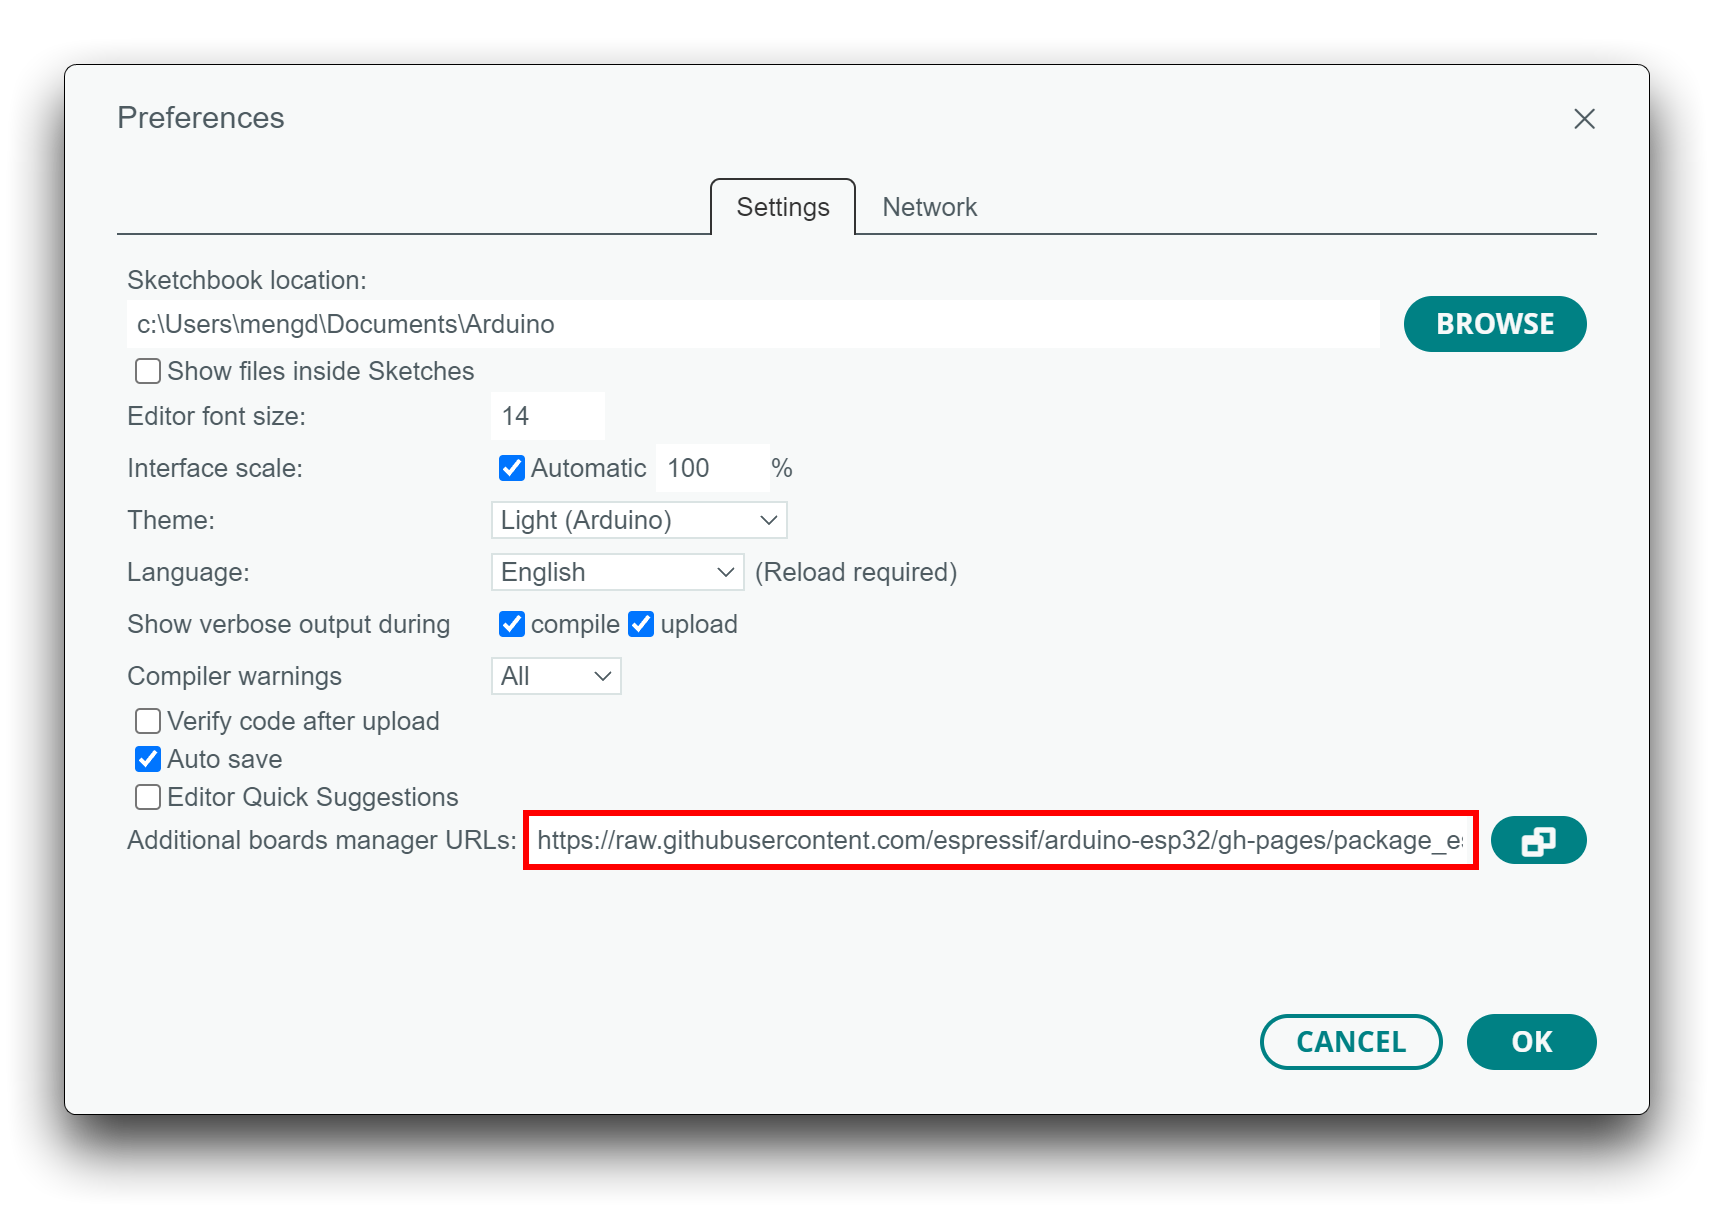 Preferences
Settings Network
Sketchbook location:
c:\Users\mengd\Documents\Arduino
BROWSE
Show files inside Sketches
Editor font size: 14
Interface scale: Automatic 100 %
Theme: Light (Arduino)
Language: English (Reload required)
Show verbose output during compile upload
Compiler warnings All
Verify code after upload
Auto save
Editor Quick Suggestions
Additional boards manager URLs: https://raw.githubusercontent.com/espressif/arduino-esp32/gh-pages/package_e
CANCEL OK